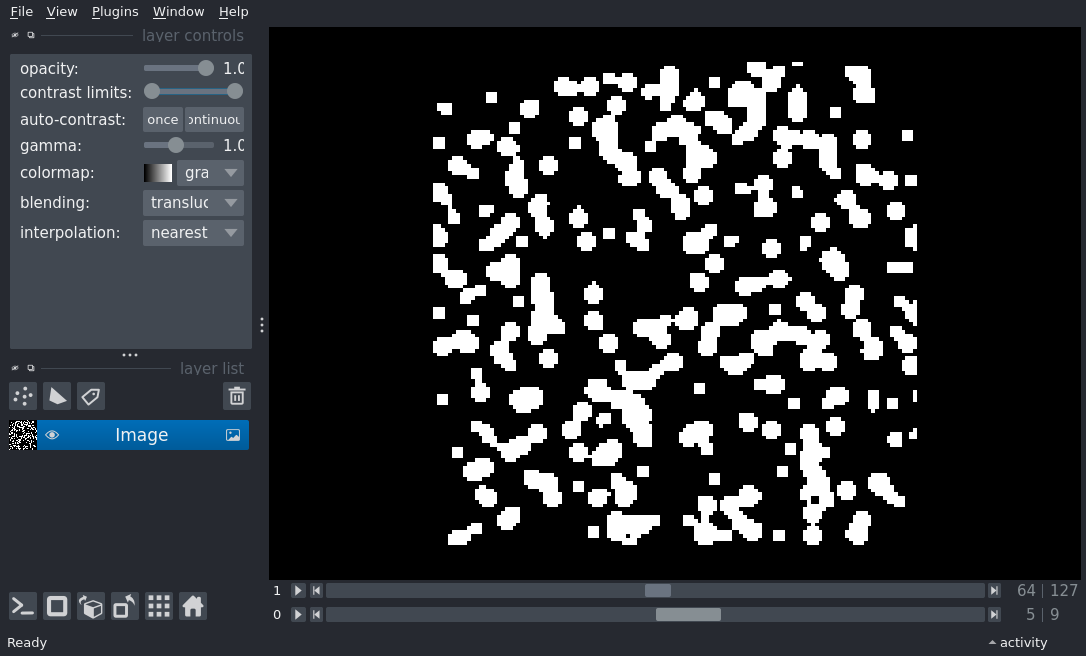 File View Plugins Window Help
layer controls
opacity: 1.0
contrast limits:
auto-contrast: once ontinuou
gamma: 1.0
colormap: gra
blending: transluc
interpolation: nearest
layer list
Image
1 64 | 127
0 5 | 9
Ready activity